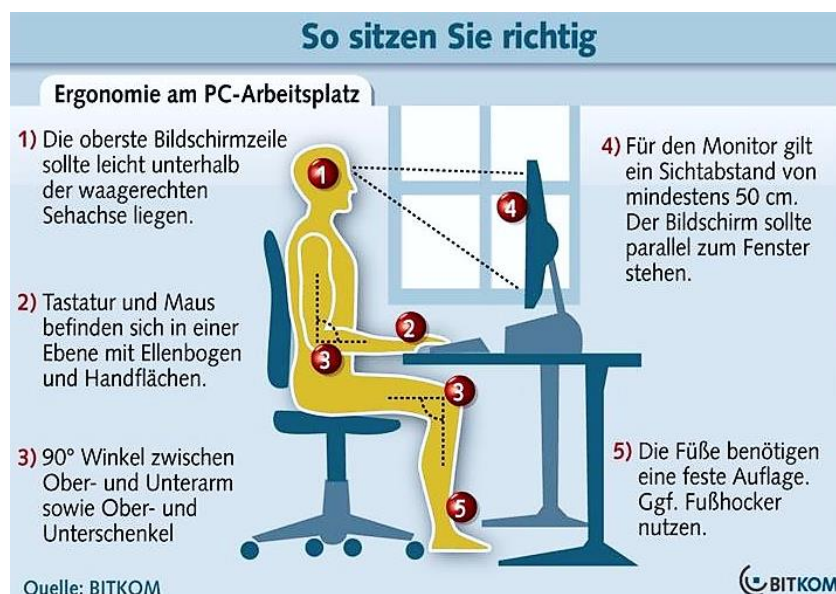 So sitzen Sie richtig
Ergonomie am PC-Arbeitsplatz
1) Die oberste Bildschirmzeile
sollte leicht unterhalb
der waagerechten
Sehachse liegen.
2) Tastatur und Maus
befinden sich in einer
Ebene mit Ellenbogen
und Handflächen.
3) 90° Winkel zwischen
Ober- und Unterarm
sowie Ober- und
Unterschenkel
1
2
3
3
4
5
4) Für den Monitor gilt
ein Sichtabstand von
mindestens 50 cm.
Der Bildschirm sollte
parallel zum Fenster
stehen.
5) Die Füße benötigen
eine feste Auflage.
Ggf. Fußhocker
nutzen.
Quelle: BITKOM
BITKOM